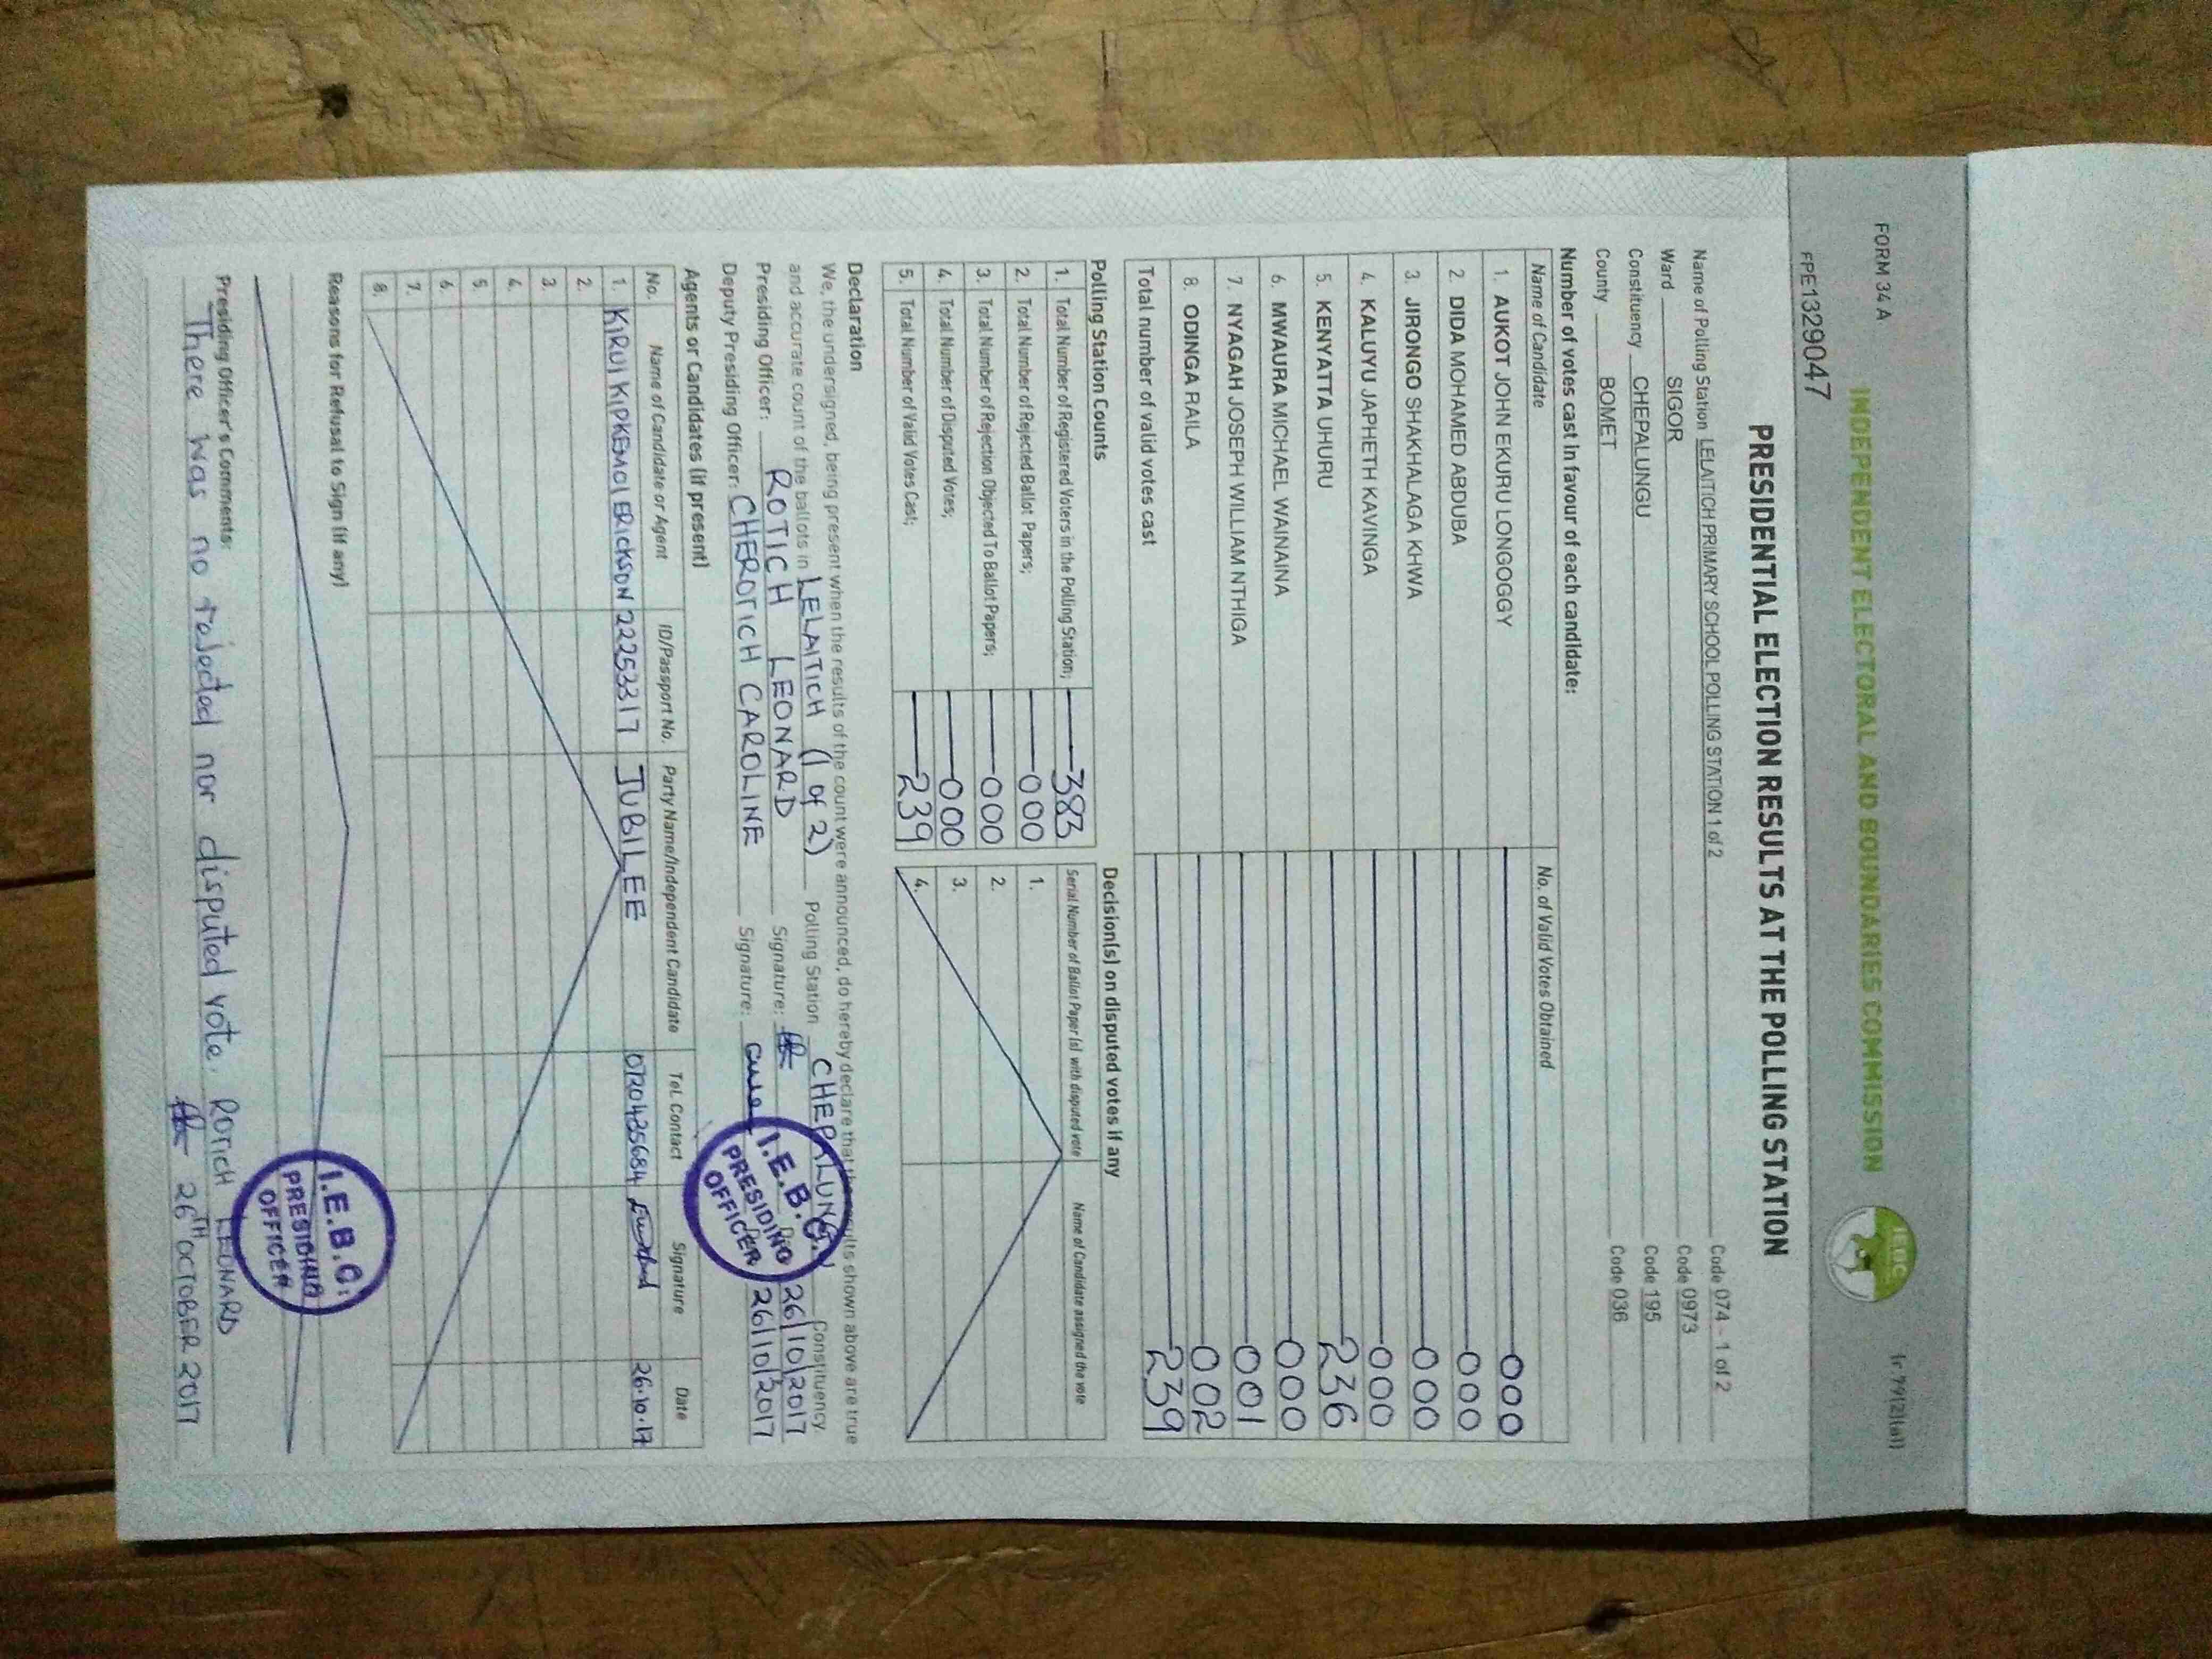 FORM 34 A
r. 79(2)(a))
INDEPENDENT ELECTORAL AND BOUNDARIES COMMISSION
IEBC
FPE1329047
PRESIDENTIAL ELECTION RESULTS AT THE POLLING STATION
Name of Polling Station LELAITICH PRIMARY SCHOOL POLLING STATION 1 of 2 Code 074 - 1 of 2
Ward SIGOR Code 0973
Constituency CHEPALUNGU Code 195
County BOMET Code 036
Number of votes cast in favour of each candidate:
Name of Candidate No. of Valid Votes Obtained
1. AUKOT JOHN EKURU LONGOGGY 000
2. DIDA MOHAMED ABDUBA 000
3. JIRONGO SHAKHALAGA KHWA 000
4. KALUYU JAPHETH KAVINGA 000
5. KENYATTA UHURU 236
6. MWAURA MICHAEL WAINAINA 000
7. NYAGAH JOSEPH WILLIAM NTHIGA 001
8. ODINGA RAILA 002
Total number of valid votes cast 239
Polling Station Counts
1. Total Number of Registered Voters in the Polling Station; 383
2. Total Number of Rejected Ballot Papers; 000
3. Total Number of Rejection Objected To Ballot Papers; 000
4. Total Number of Disputed Votes; 000
5. Total Number of Valid Votes Cast; 239
Decision(s) on disputed votes if any
Serial Number of Ballot Paper (s) with disputed vote Name of Candidate assigned the vote
1.
2.
3.
4.
Declaration
We, the undersigned, being present when the results of the count were announced, do hereby declare that the results shown above are true
and accurate count of the ballots in LELAITICH (1 of 2) Polling Station CHEPALUNGU Constituency
Presiding Officer: ROTICH LEONARD Signature: 26/10/2017
Deputy Presiding Officer: CHEROTICH CAROLINE Signature: 26/10/2017
I.E.B.C.
PRESIDING
OFFICER
Agents or Candidates (if present)
No. Name of Candidate or Agent ID/Passport No. Party Name/Independent Candidate Tel. Contact Signature Date
1. KIRUI KIPKEMOI ERICKSON 22253317 JUBILEE 0720425684 26.10.17
2.
3.
4.
5.
6.
7.
8.
Reasons for Refusal to Sign (if any)
I.E.B.C.
PRESIDING
OFFICER
Presiding Officer's Comments:
There was no rejected nor disputed vote. ROTICH LEONARD
26TH OCTOBER 2017